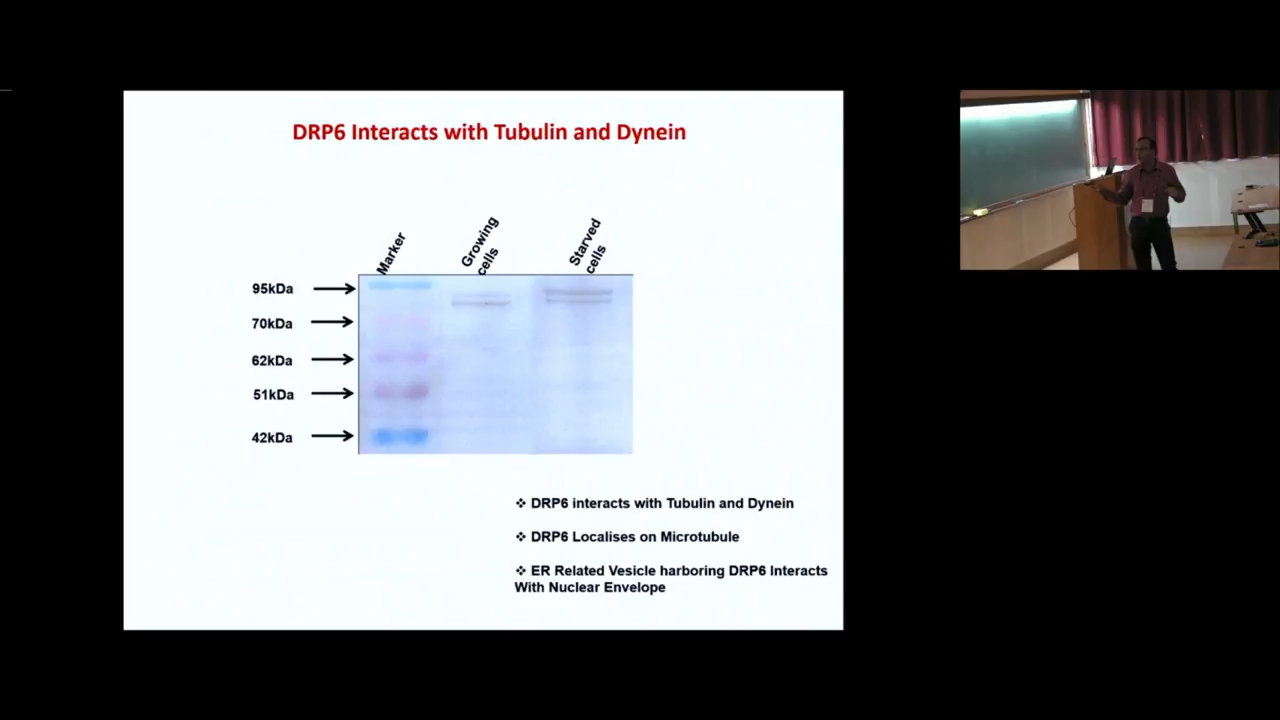 DRP6 Interacts with Tubulin and Dynein
Marker
Growing
cells
Starved
cells
95kDa
70kDa
62kDa
51kDa
42kDa
❖ DRP6 interacts with Tubulin and Dynein
❖ DRP6 Localises on Microtubule
❖ ER Related Vesicle harboring DRP6 Interacts
With Nuclear Envelope